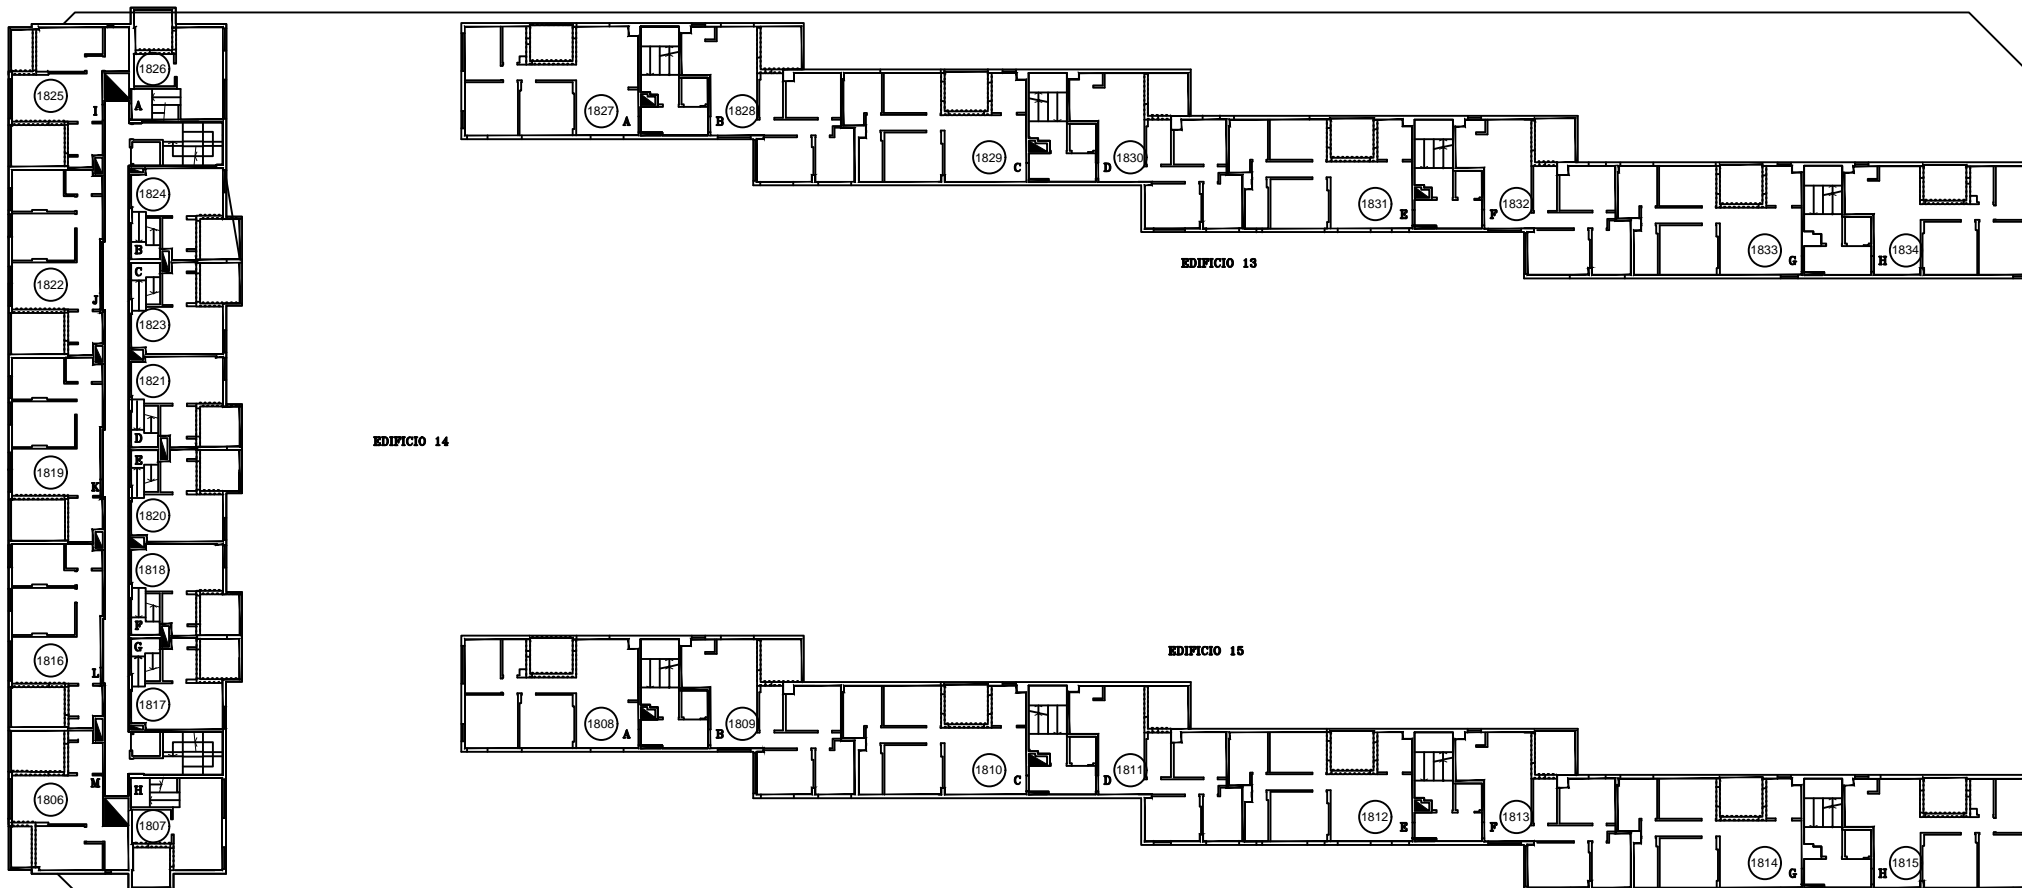 1826
1825
A
I
1827
A
B
1828
1829
C
D
1830
1831
E
F
1832
1833
G
H
1834
EDIFICIO 13
1824
B
C
1822
J
1823
1821
D
EDIFICIO 14
E
1819
K
1820
1818
F
G
1816
L
1817
EDIFICIO 15
1808
A
B
1809
1810
C
D
1811
1812
E
F
1813
1814
G
H
1815
M
H
1806
1807